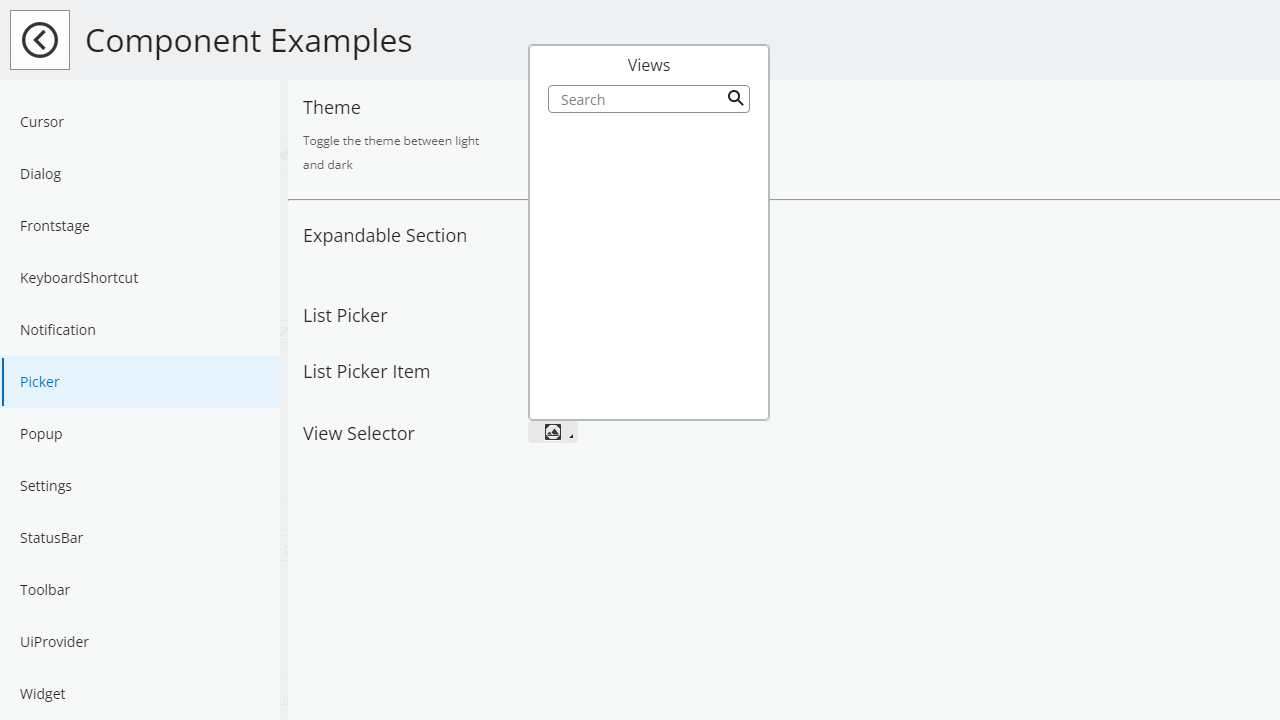 Component Examples
Cursor
Dialog
Frontstage
KeyboardShortcut
Notification
Picker
Popup
Settings
StatusBar
Toolbar
UiProvider
Widget
Theme
Toggle the theme between light
and dark
Expandable Section
List Picker
List Picker Item
View Selector
Views
Search